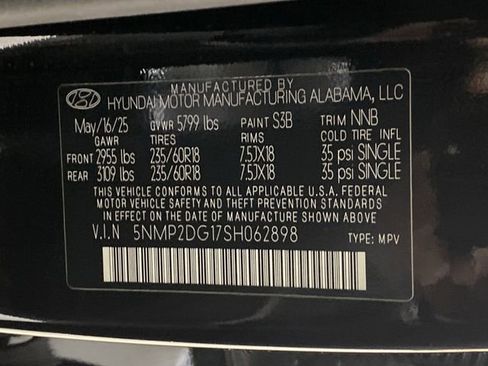 MANUFACTURED BY
HYUNDAI MOTOR MANUFACTURING ALABAMA, LLC
May/16/25 GVWR 5799 lbs PAINT S3B TRIM NNB
GAWR TIRES RIMS COLD TIRE INFL
FRONT 2955 lbs 235/60R18 7.5JX18 35 psi SINGLE
REAR 3109 lbs 235/60R18 7.5JX18 35 psi SINGLE
THIS VEHICLE CONFORMS TO ALL APPLICABLE U.S.A. FEDERAL
MOTOR VEHICLE SAFETY AND THEFT PREVENTION STANDARDS
IN EFFECT ON THE DATE OF MANUFACTURE SHOWN ABOVE.
V.I.N 5NMP2DG17SH062898 TYPE: MPV